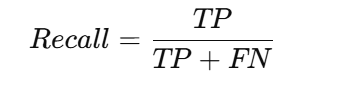 Recall = TP / (TP + FN)